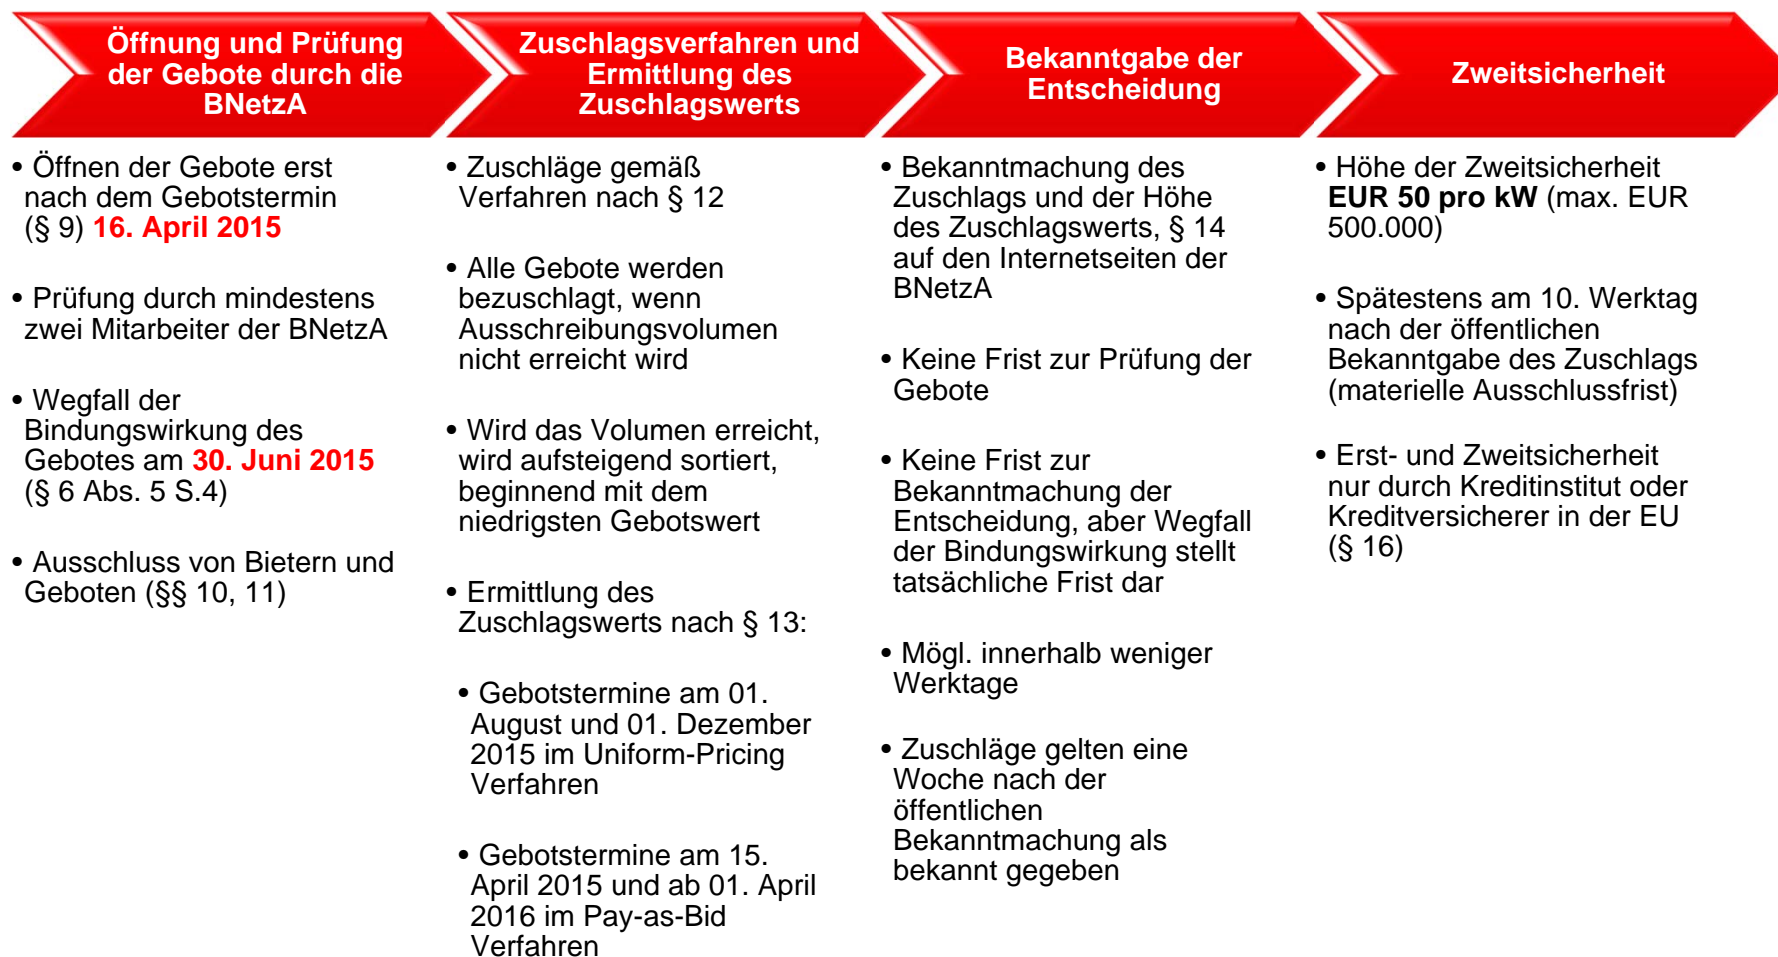 Öffnung und Prüfung
der Gebote durch die
BNetzA
Zuschlagsverfahren und
Ermittlung des
Zuschlagswerts
Bekanntgabe der
Entscheidung
Zweitsicherheit
• Öffnen der Gebote erst
nach dem Gebotstermin
(§ 9) 16. April 2015
• Prüfung durch mindestens
zwei Mitarbeiter der BNetzA
• Wegfall der
Bindungswirkung des
Gebotes am 30. Juni 2015
(§ 6 Abs. 5 S.4)
• Ausschluss von Bietern und
Geboten (§§ 10, 11)
• Zuschläge gemäß
Verfahren nach § 12
• Alle Gebote werden
bezuschlagt, wenn
Ausschreibungsvolumen
nicht erreicht wird
• Wird das Volumen erreicht,
wird aufsteigend sortiert,
beginnend mit dem
niedrigsten Gebotswert
• Ermittlung des
Zuschlagswerts nach § 13:
• Gebotstermine am 01.
August und 01. Dezember
2015 im Uniform-Pricing
Verfahren
• Gebotstermine am 15.
April 2015 und ab 01. April
2016 im Pay-as-Bid
Verfahren
• Bekanntmachung des
Zuschlags und der Höhe
des Zuschlagswerts, § 14
auf den Internetseiten der
BNetzA
• Keine Frist zur Prüfung der
Gebote
• Keine Frist zur
Bekanntmachung der
Entscheidung, aber Wegfall
der Bindungswirkung stellt
tatsächliche Frist dar
• Mögl. innerhalb weniger
Werktage
• Zuschläge gelten eine
Woche nach der
öffentlichen
Bekanntmachung als
bekannt gegeben
• Höhe der Zweitsicherheit
EUR 50 pro kW (max. EUR
500.000)
• Spätestens am 10. Werktag
nach der öffentlichen
Bekanntgabe des Zuschlags
(materielle Ausschlussfrist)
• Erst- und Zweitsicherheit
nur durch Kreditinstitut oder
Kreditversicherer in der EU
(§ 16)